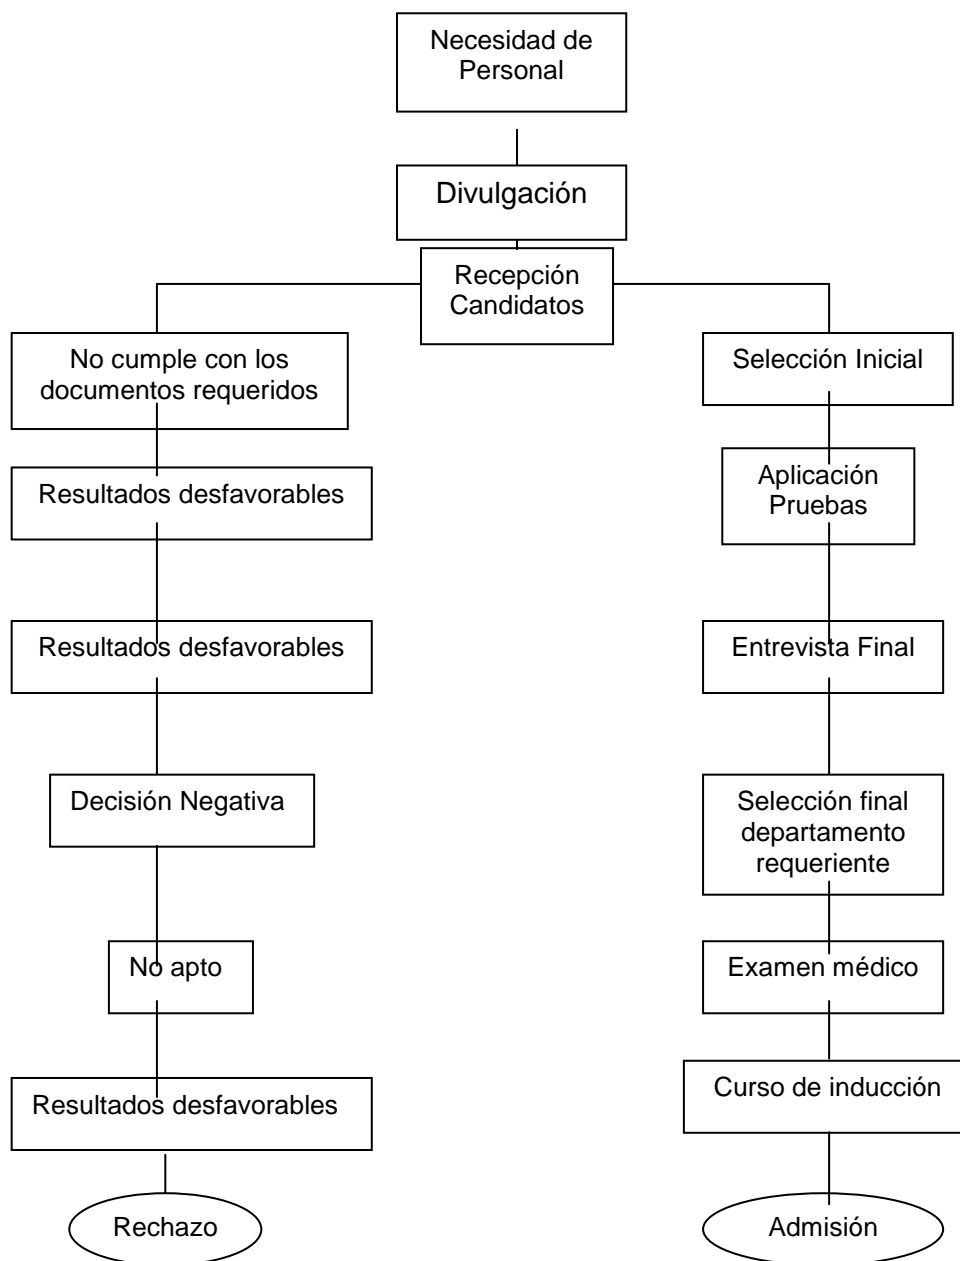 Necesidad de
Personal
Divulgación
Recepción
Candidatos
No cumple con los
documentos requeridos
Selección Inicial
Resultados desfavorables
Aplicación
Pruebas
Resultados desfavorables
Entrevista Final
Decisión Negativa
Selección final
departamento
requeriente
No apto
Examen médico
Resultados desfavorables
Curso de inducción
Rechazo
Admisión